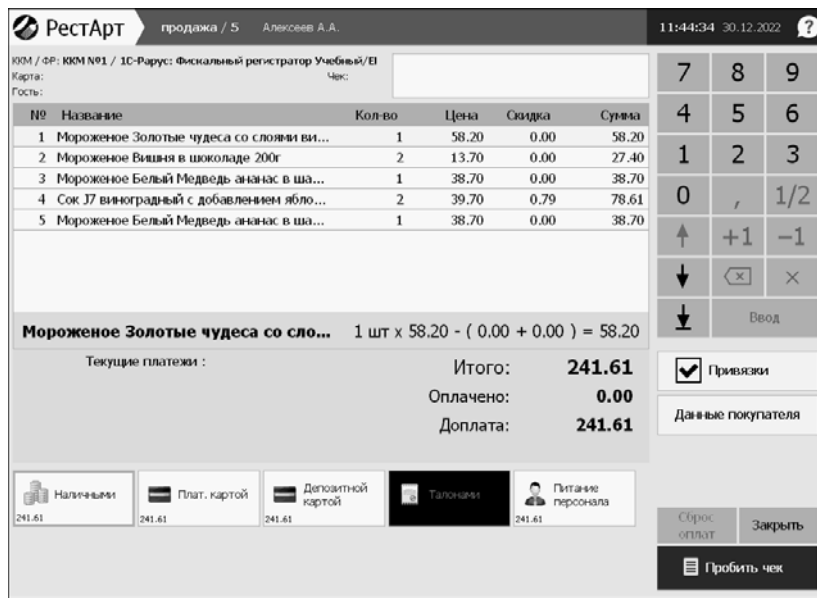 РестАрт продажа / 5 Алексеев А.А. 11:44:34 30.12.2022 ?
ККМ / ФР: ККМ №1 / 1С-Рарус: Фискальный регистратор Учебный/El
Карта: Чек:
Гость:
№ Название Кол-во Цена Скидка Сумма
1 Мороженое Золотые чудеса со слоями ви... 1 58.20 0.00 58.20
2 Мороженое Вишня в шоколаде 200г 2 13.70 0.00 27.40
3 Мороженое Белый Медведь ананас в ша... 1 38.70 0.00 38.70
4 Сок J7 виноградный с добавлением ябло... 2 39.70 0.79 78.61
5 Мороженое Белый Медведь ананас в ша... 1 38.70 0.00 38.70
Мороженое Золотые чудеса со сло... 1 шт x 58.20 - ( 0.00 + 0.00 ) = 58.20
Текущие платежи :
Итого: 241.61
Оплачено: 0.00
Доплата: 241.61
Наличными
241.61
Плат. картой
241.61
Депозитной
картой
241.61
Талонами
Питание
персонала
241.61
7 8 9
4 5 6
1 2 3
0 , 1/2
+1 −1
×
Ввод
Привязки
Данные покупателя
Сброс
оплат
Закрыть
Пробить чек